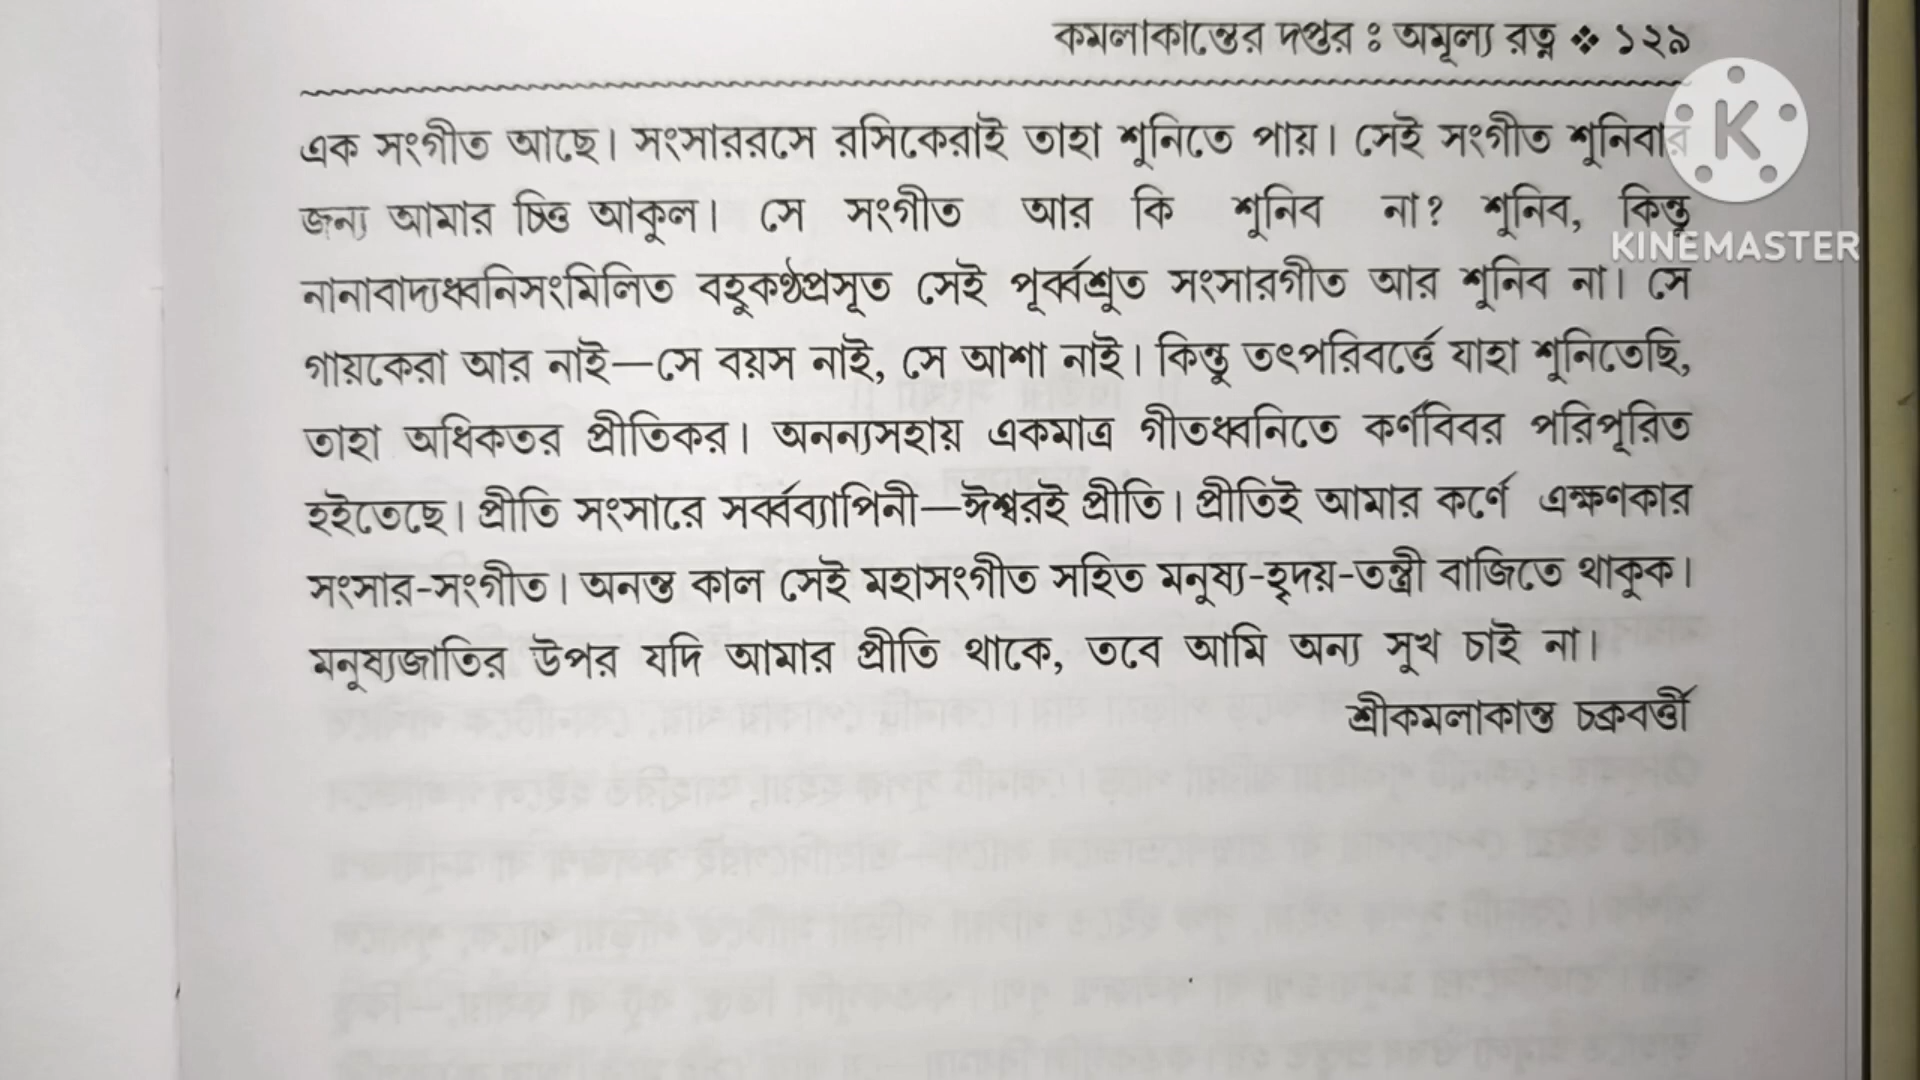 কমলাকান্তের দপ্তর : অমূল্য রত্ন ❖ ১২৯
এক সংগীত আছে। সংসাররসে রসিকেরাই তাহা শুনিতে পায়। সেই সংগীত শুনিবার
জন্য আমার চিত্ত আকুল। সে সংগীত আর কি শুনিব না? শুনিব, কিন্তু
KINEMASTER
নানাবাদ্যধ্বনিসংমিলিত বহুকণ্ঠপ্রসূত সেই পূর্ব্বশ্রুত সংসারগীত আর শুনিব না। সে
গায়কেরা আর নাই—সে বয়স নাই, সে আশা নাই। কিন্তু তৎপরিবর্ত্তে যাহা শুনিতেছি,
তাহা অধিকতর প্রীতিকর। অনন্যসহায় একমাত্র গীতধ্বনিতে কর্ণবিবর পরিপূরিত
হইতেছে। প্রীতি সংসারে সর্ব্বব্যাপিনী—ঈশ্বরই প্রীতি। প্রীতিই আমার কর্ণে এক্ষণকার
সংসার-সংগীত। অনন্ত কাল সেই মহাসংগীত সহিত মনুষ্য-হৃদয়-তন্ত্রী বাজিতে থাকুক।
মনুষ্যজাতির উপর যদি আমার প্রীতি থাকে, তবে আমি অন্য সুখ চাই না।
শ্রীকমলাকান্ত চক্রবর্ত্তী